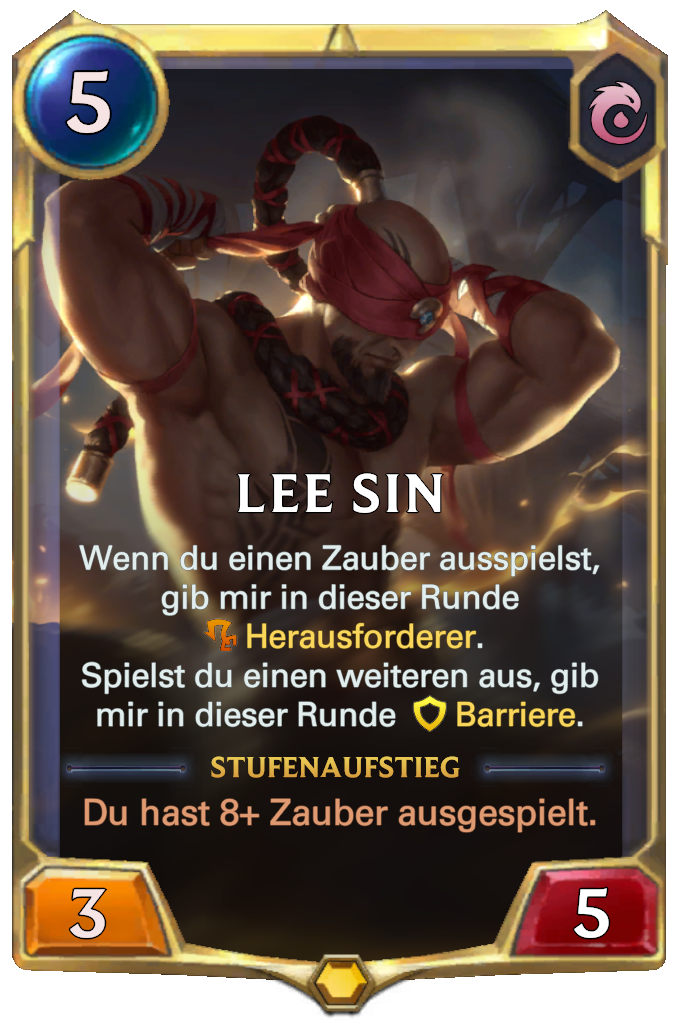 5
LEE SIN
Wenn du einen Zauber ausspielst,
gib mir in dieser Runde
Herausforderer.
Spielst du einen weiteren aus, gib
mir in dieser Runde Barriere.
STUFENAUFSTIEG
Du hast 8+ Zauber ausgespielt.
3
5